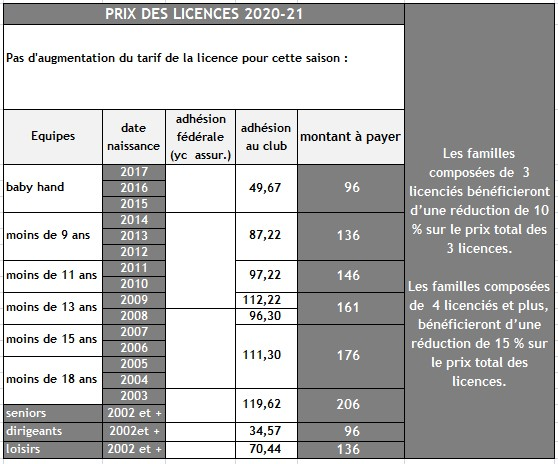 PRIX DES LICENCES 2020-21
Pas d'augmentation du tarif de la licence pour cette saison :
Equipes
date
naissance
adhésion
fédérale
(yc assur.)
adhésion
au club
montant à payer
baby hand
2017
2016
2015
49,67
96
moins de 9 ans
2014
2013
2012
87,22
136
moins de 11 ans
2011
2010
97,22
146
moins de 13 ans
2009
2008
112,22
96,30
161
moins de 15 ans
2007
2006
111,30
176
moins de 18 ans
2005
2004
2003
119,62
206
seniors
2002 et +
dirigeants
2002et +
34,57
96
loisirs
2002 et +
70,44
136
Les familles
composées de 3
licenciés bénéficieront
d'une réduction de 10
% sur le prix total des
3 licences.
Les familles composées
de 4 licenciés et plus,
bénéficieront d'une
réduction de 15 % sur
le prix total des
licences.